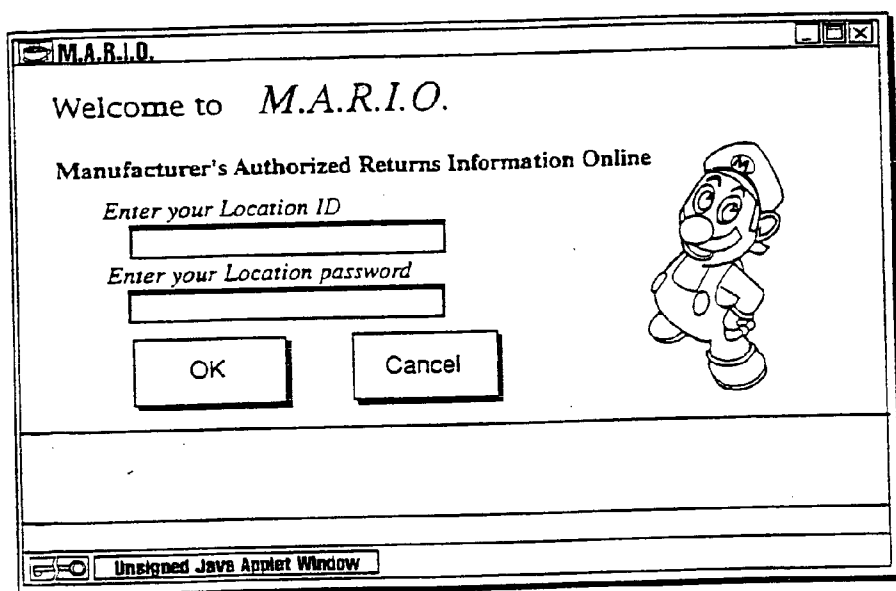 M.A.R.I.O.
Welcome to M.A.R.I.O.
Manufacturer's Authorized Returns Information Online
Enter your Location ID
Enter your Location password
OK Cancel
M
Unsigned Java Applet Window